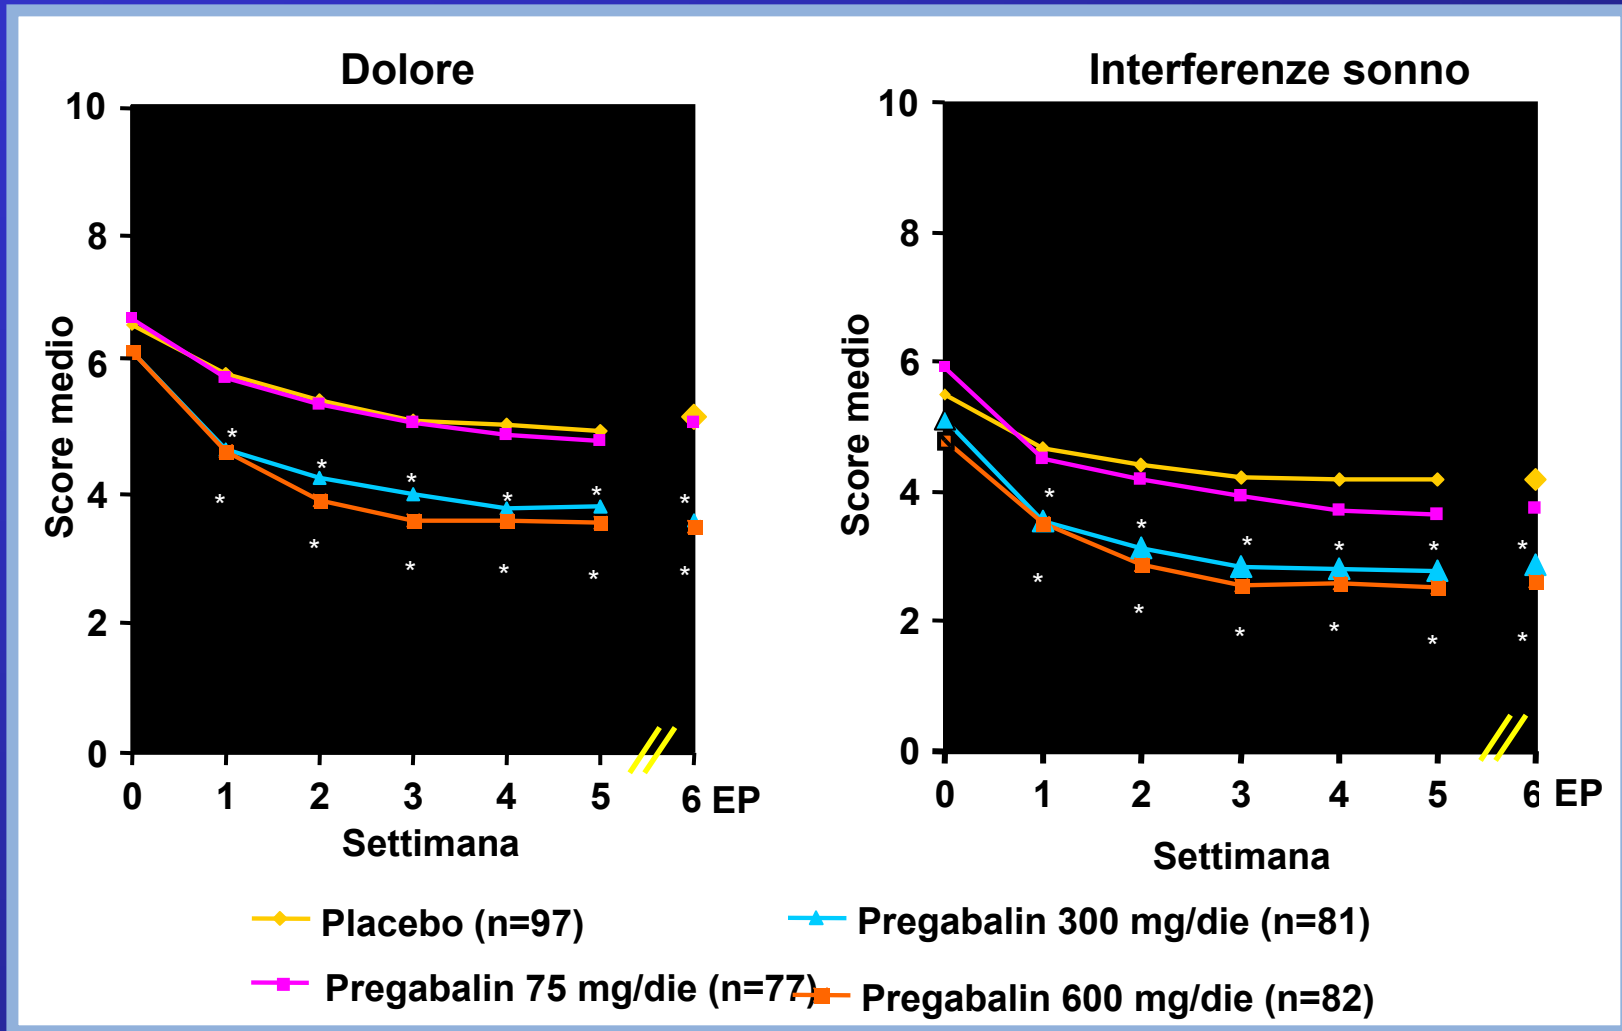 Dolore
Interferenze sonno
10
8
6
4
2
0
Score medio
0 1 2 3 4 5 6 EP
Settimana
10
8
6
4
2
0
Score medio
0 1 2 3 4 5 6 EP
Settimana
* * * * * *
* * * * * *
* * * * * *
* * * * * *
Placebo (n=97)
Pregabalin 300 mg/die (n=81)
Pregabalin 75 mg/die (n=77)
Pregabalin 600 mg/die (n=82)